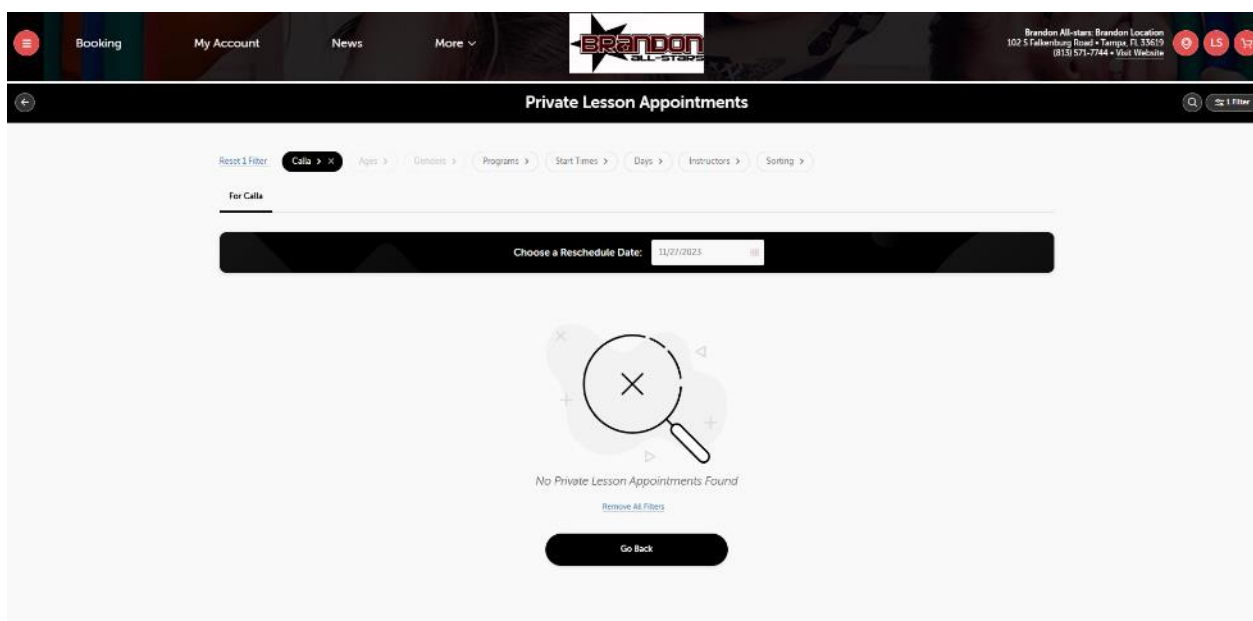 Booking
My Account
News
More
BRANDON
ALL-STARS
Brandon All-stars: Brandon Location
102 S Falkenburg Road • Tampa, FL 33619
(813) 571-7744 • Visit Website
LS
Private Lesson Appointments
1 Filter
Reset 1 Filter
Calla
Ages
Genders
Programs
Start Times
Days
Instructors
Sorting
For Calla
Choose a Reschedule Date:
11/27/2023
No Private Lesson Appointments Found
Remove All Filters
Go Back